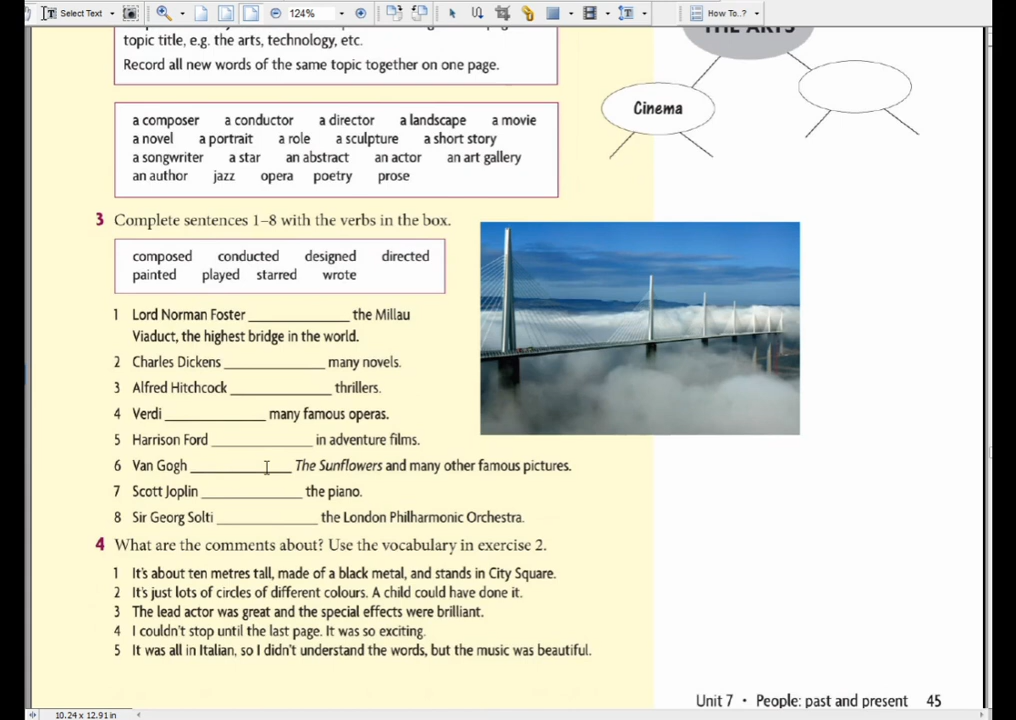 Select Text
124%
How To..?
topic title, e.g. the arts, technology, etc.
Record all new words of the same topic together on one page.
THE ARTS
Cinema
a composer a conductor a director a landscape a movie
a novel a portrait a role a sculpture a short story
a songwriter a star an abstract an actor an art gallery
an author jazz opera poetry prose
3 Complete sentences 1–8 with the verbs in the box.
composed conducted designed directed
painted played starred wrote
1 Lord Norman Foster ____________ the Millau
Viaduct, the highest bridge in the world.
2 Charles Dickens ____________ many novels.
3 Alfred Hitchcock ____________ thrillers.
4 Verdi ____________ many famous operas.
5 Harrison Ford ____________ in adventure films.
6 Van Gogh ____________ The Sunflowers and many other famous pictures.
7 Scott Joplin ____________ the piano.
8 Sir Georg Solti ____________ the London Philharmonic Orchestra.
4 What are the comments about? Use the vocabulary in exercise 2.
1 It's about ten metres tall, made of a black metal, and stands in City Square.
2 It's just lots of circles of different colours. A child could have done it.
3 The lead actor was great and the special effects were brilliant.
4 I couldn't stop until the last page. It was so exciting.
5 It was all in Italian, so I didn't understand the words, but the music was beautiful.
Unit 7 • People: past and present 45
10.24 x 12.91 in